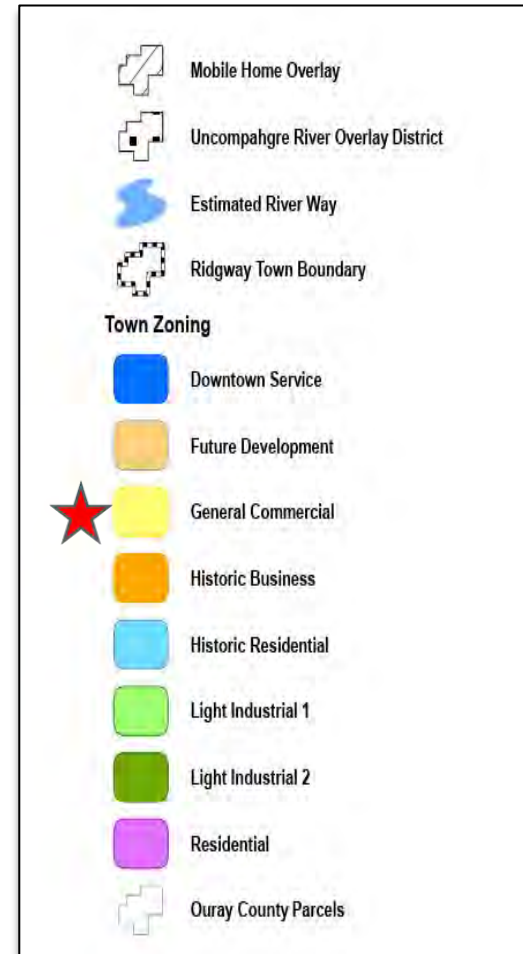 Mobile Home Overlay
Uncompahgre River Overlay District
Estimated River Way
Ridgway Town Boundary
Town Zoning
Downtown Service
Future Development
General Commercial
Historic Business
Historic Residential
Light Industrial 1
Light Industrial 2
Residential
Ouray County Parcels